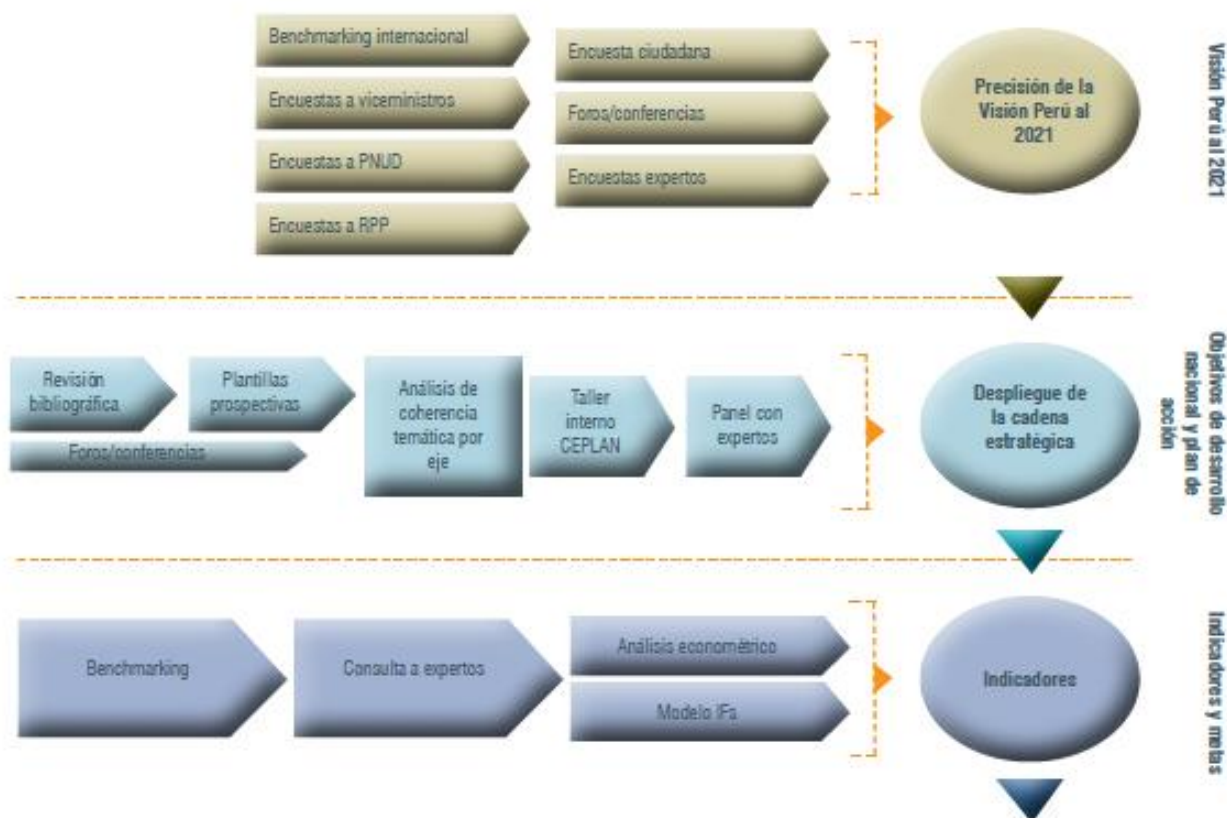 Benchmarking internacional
Encuestas a viceministros
Encuestas a PNUD
Encuestas a RPP
Encuesta ciudadana
Foros/conferencias
Encuestas expertos
Precisión de la
Visión Perú al
2021
Visión Perú al 2021
Revisión
bibliográfica
Plantillas
prospectivas
Foros/conferencias
Análisis de
coherencia
temática por
eje
Taller
interno
CEPLAN
Panel con
expertos
Despliegue de
la cadena
estratégica
Objetivos de desarrollo
nacional y plan de
acción
Benchmarking
Consulta a expertos
Análisis econométrico
Modelo IFs
Indicadores
Indicadores y metas